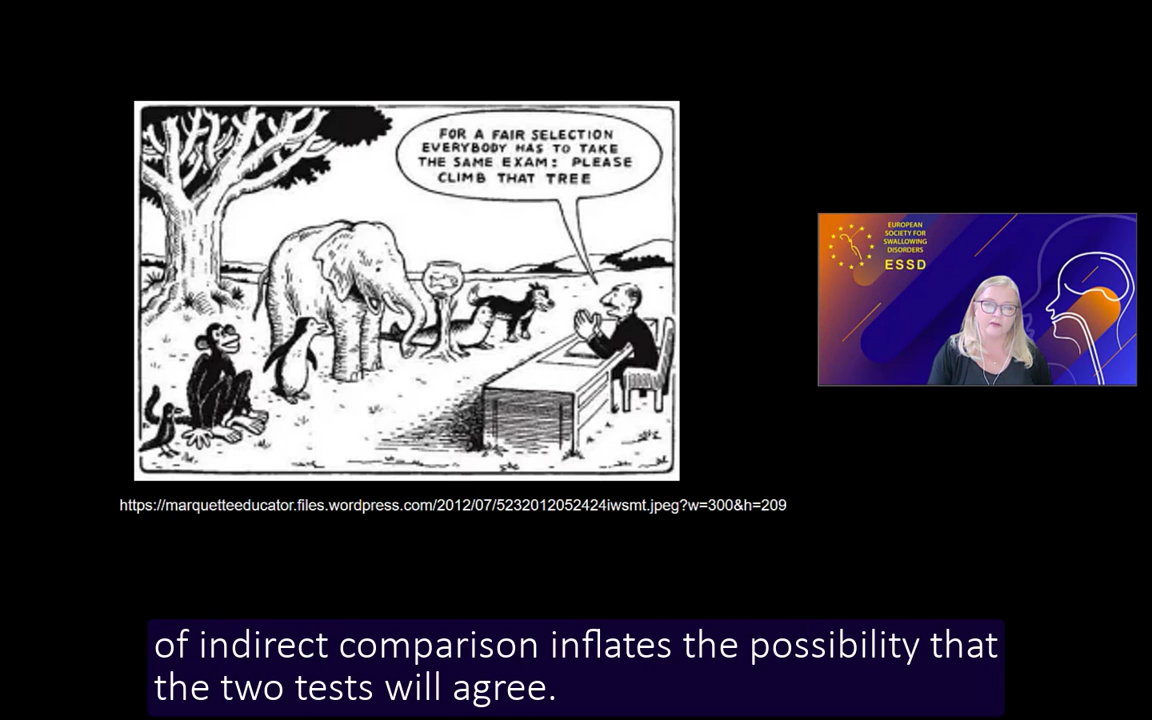 FOR A FAIR SELECTION
EVERYBODY HAS TO TAKE
THE SAME EXAM: PLEASE
CLIMB THAT TREE
EUROPEAN
SOCIETY FOR
SWALLOWING
DISORDERS
ESSD
https://marquetteeducator.files.wordpress.com/2012/07/5232012052424iwsmt.jpeg?w=300&h=209
of indirect comparison inflates the possibility that
the two tests will agree.